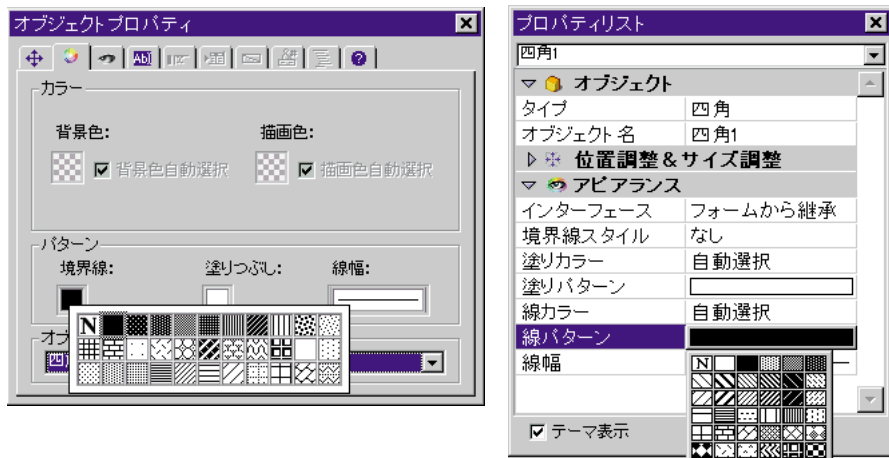 オブジェクトプロパティ
Ab
カラー
背景色:
描画色:
背景色自動選択
描画色自動選択
パターン
境界線:
塗りつぶし:
線幅:
N
プロパティリスト
四角1
オブジェクト
タイプ 四角
オブジェクト名 四角1
位置調整&サイズ調整
アピアランス
インターフェース フォームから継承
境界線スタイル なし
塗りカラー 自動選択
塗りパターン
線カラー 自動選択
線パターン
線幅
N
テーマ表示